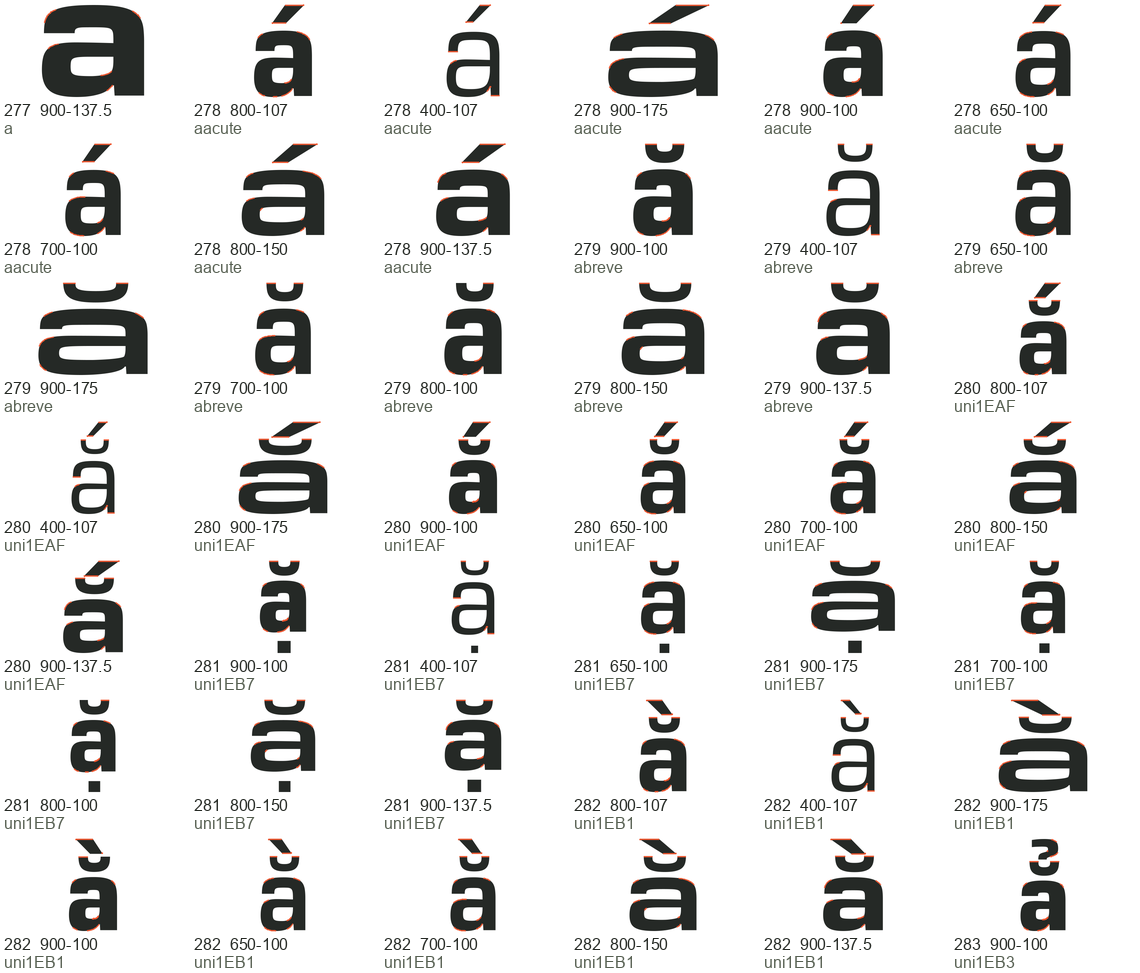 a á á á á á
277 900-137.5 278 800-107 278 400-107 278 900-175 278 900-100 278 650-100
a aacute aacute aacute aacute aacute
á á á ă ă ă
278 700-100 278 800-150 278 900-137.5 279 900-100 279 400-107 279 650-100
aacute aacute aacute abreve abreve abreve
ă ă ă ă ă ắ
279 900-175 279 700-100 279 800-100 279 800-150 279 900-137.5 280 800-107
abreve abreve abreve abreve abreve uni1EAF
ắ ắ ắ ắ ắ ắ
280 400-107 280 900-175 280 900-100 280 650-100 280 700-100 280 800-150
uni1EAF uni1EAF uni1EAF uni1EAF uni1EAF uni1EAF
ắ ặ ặ ặ ặ ặ
280 900-137.5 281 900-100 281 400-107 281 650-100 281 900-175 281 700-100
uni1EAF uni1EB7 uni1EB7 uni1EB7 uni1EB7 uni1EB7
ặ ặ ặ ằ ằ ằ
281 800-100 281 800-150 281 900-137.5 282 800-107 282 400-107 282 900-175
uni1EB7 uni1EB7 uni1EB7 uni1EB1 uni1EB1 uni1EB1
ằ ằ ằ ằ ằ ẳ
282 900-100 282 650-100 282 700-100 282 800-150 282 900-137.5 283 900-100
uni1EB1 uni1EB1 uni1EB1 uni1EB1 uni1EB1 uni1EB3